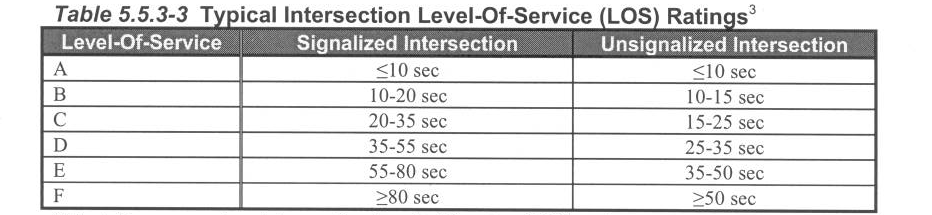 Table 5.5.3-3 Typical Intersection Level-Of-Service (LOS) Ratings³
Level-Of-Service Signalized Intersection Unsignalized Intersection
A ≤10 sec ≤10 sec
B 10-20 sec 10-15 sec
C 20-35 sec 15-25 sec
D 35-55 sec 25-35 sec
E 55-80 sec 35-50 sec
F ≥80 sec ≥50 sec